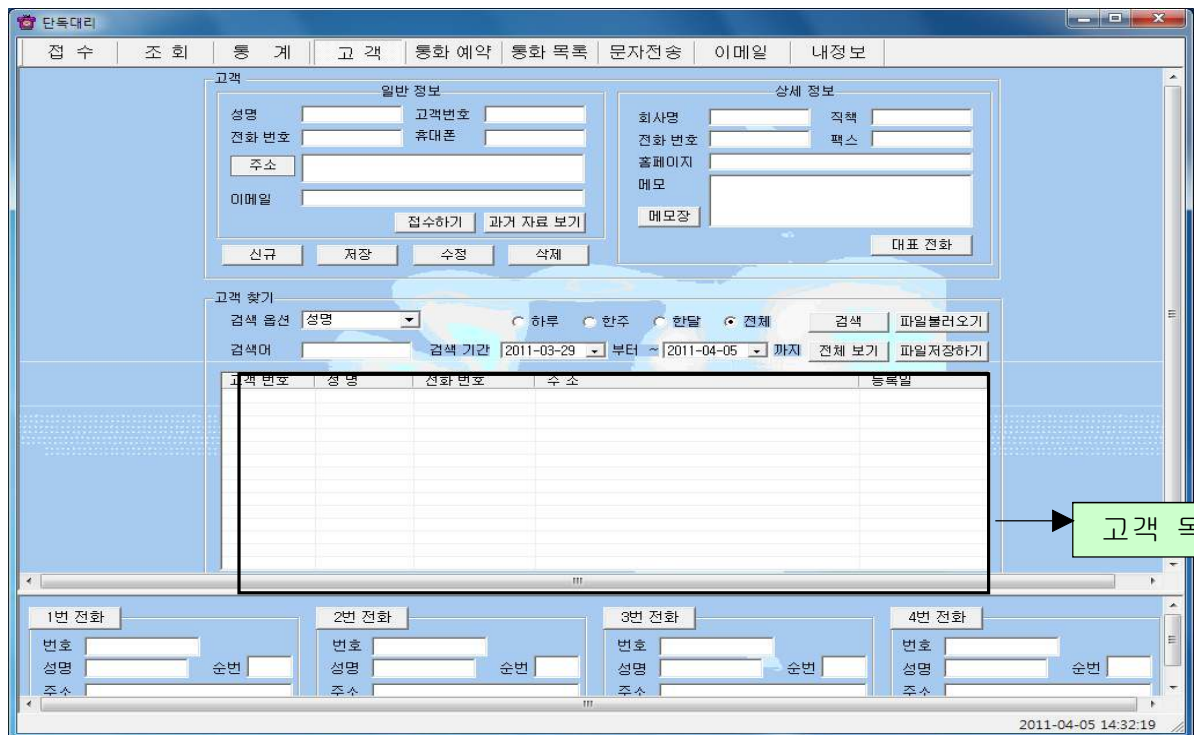 단독대리
접 수 조 회 통 계 고 객 통화 예약 통화 목록 문자전송 이메일 내정보
고객
일반 정보 상세 정보
성명 고객번호 회사명 직책
전화 번호 휴대폰 전화 번호 팩스
주소 홈페이지
이메일 메모
접수하기 과거 자료 보기 메모장
신규 저장 수정 삭제 대표 전화
고객 찾기
검색 옵션 성명 하루 한주 한달 전체 검색 파일불러오기
검색어 검색 기간 2011-03-29 부터 ~ 2011-04-05 까지 전체 보기 파일저장하기
고객 번호 성 명 전화 번호 주 소 등록일
고객
1번 전화 2번 전화 3번 전화 4번 전화
번호 번호 번호 번호
성명 순번 성명 순번 성명 순번 성명 순번
주소 주소 주소 주소
2011-04-05 14:32:19